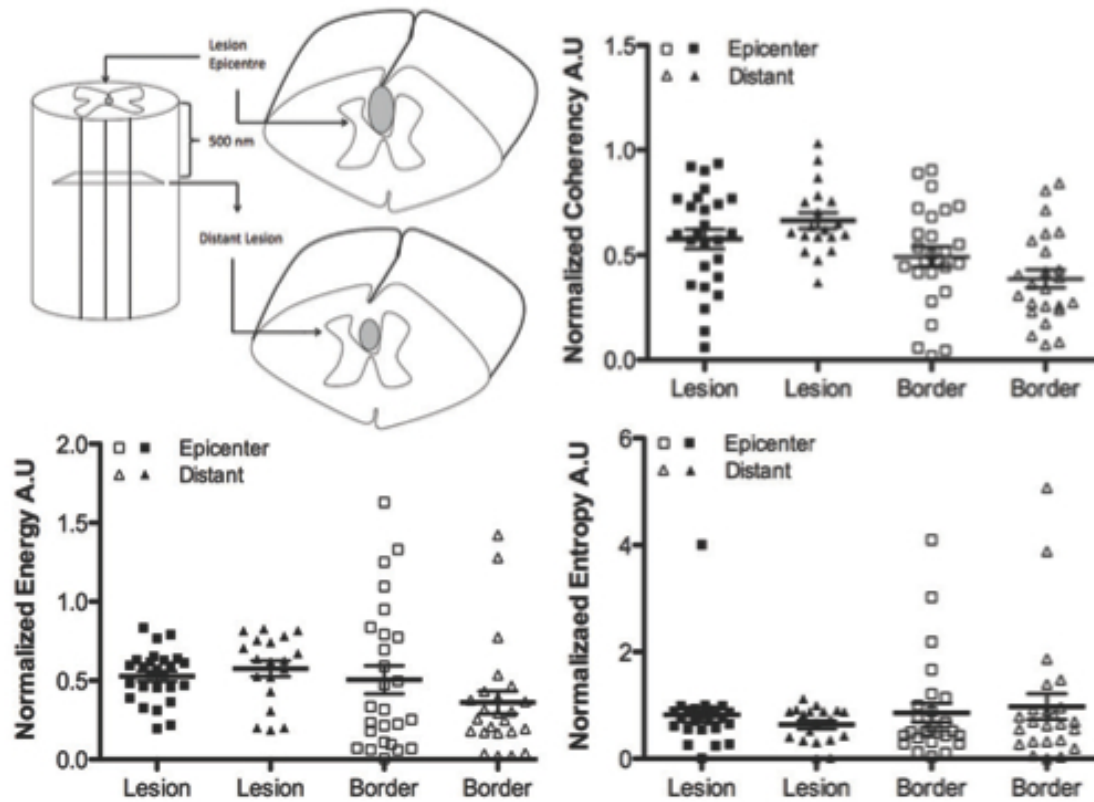 Lesion
Epicentre
500 nm
Distant Lesion
Normalized Coherency A.U
1.5
1.0
0.5
0.0
Epicenter
Distant
Lesion
Lesion
Border
Border
Normalized Energy A.U
2.0
1.5
1.0
0.5
0.0
Epicenter
Distant
Lesion
Lesion
Border
Border
Normalizaed Entropy A.U
6
4
2
0
Epicenter
Distant
Lesion
Lesion
Border
Border